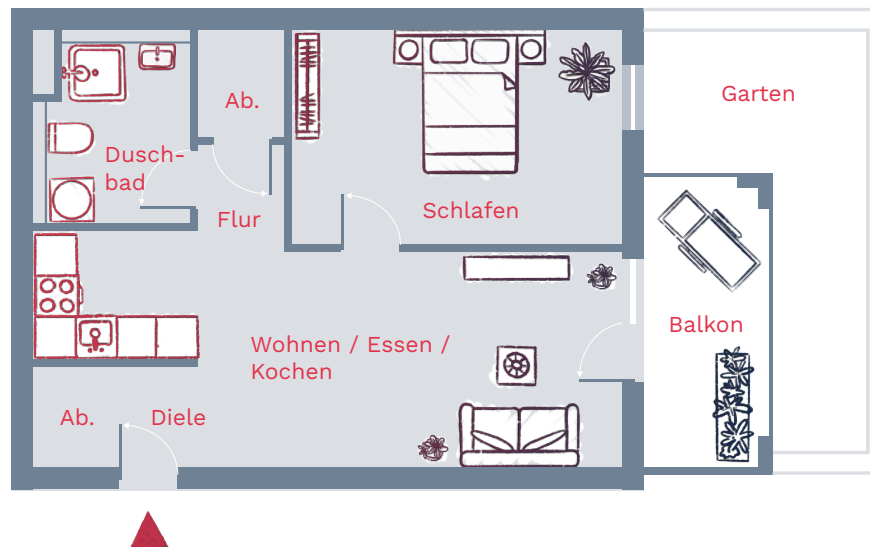 Garten
Ab.
Dusch-
bad
Flur
Schlafen
Balkon
Wohnen / Essen /
Kochen
Ab.
Diele